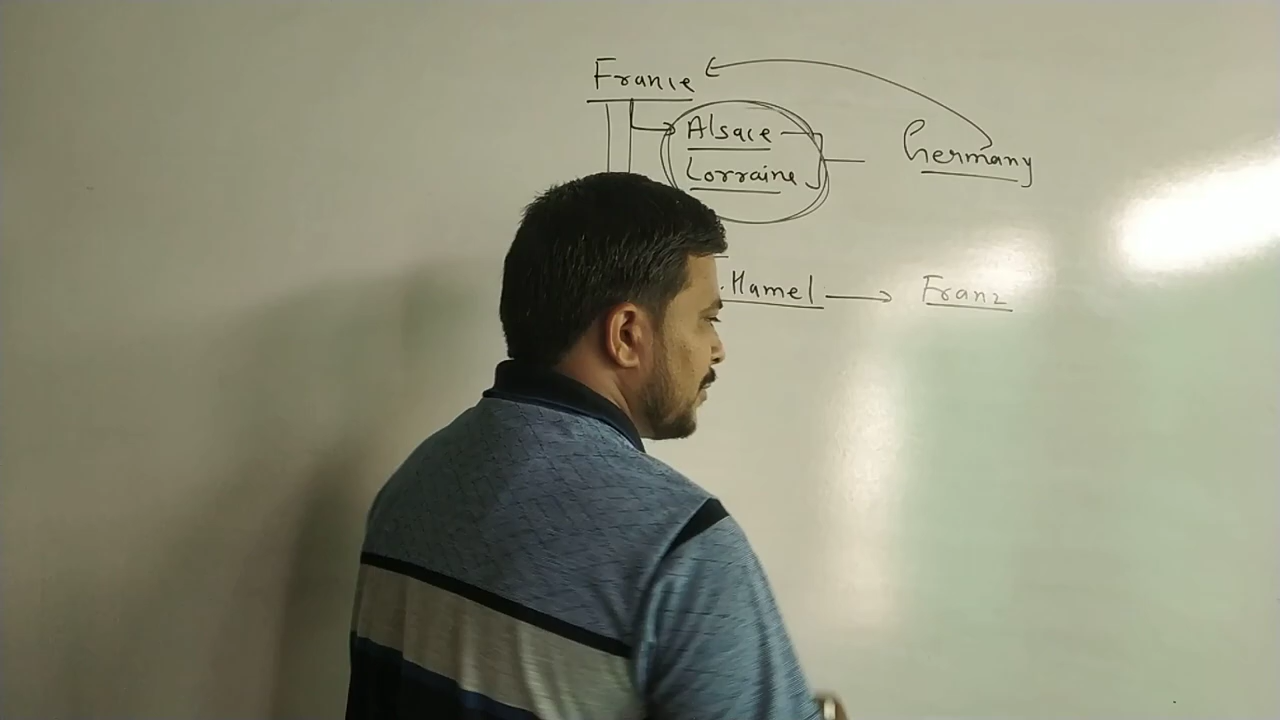 France
Alsace
Germany
Lorraine
. Hamel → Franz